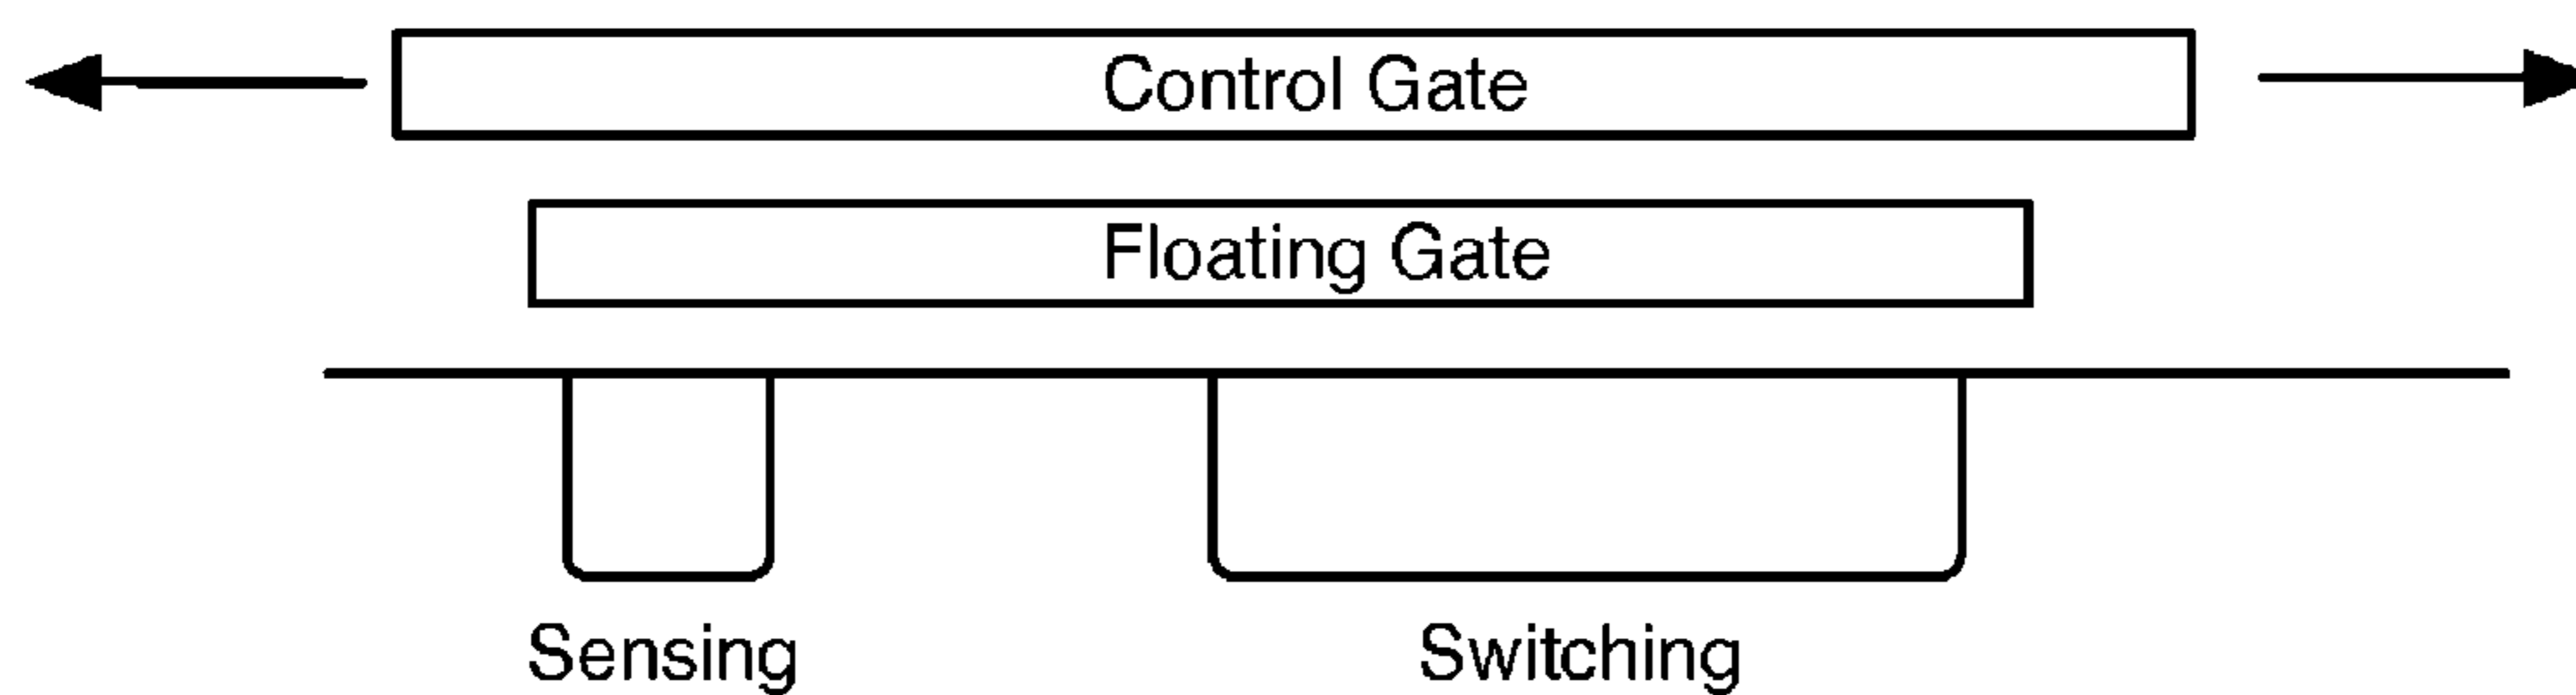 Control Gate
Floating Gate
Sensing
Switching